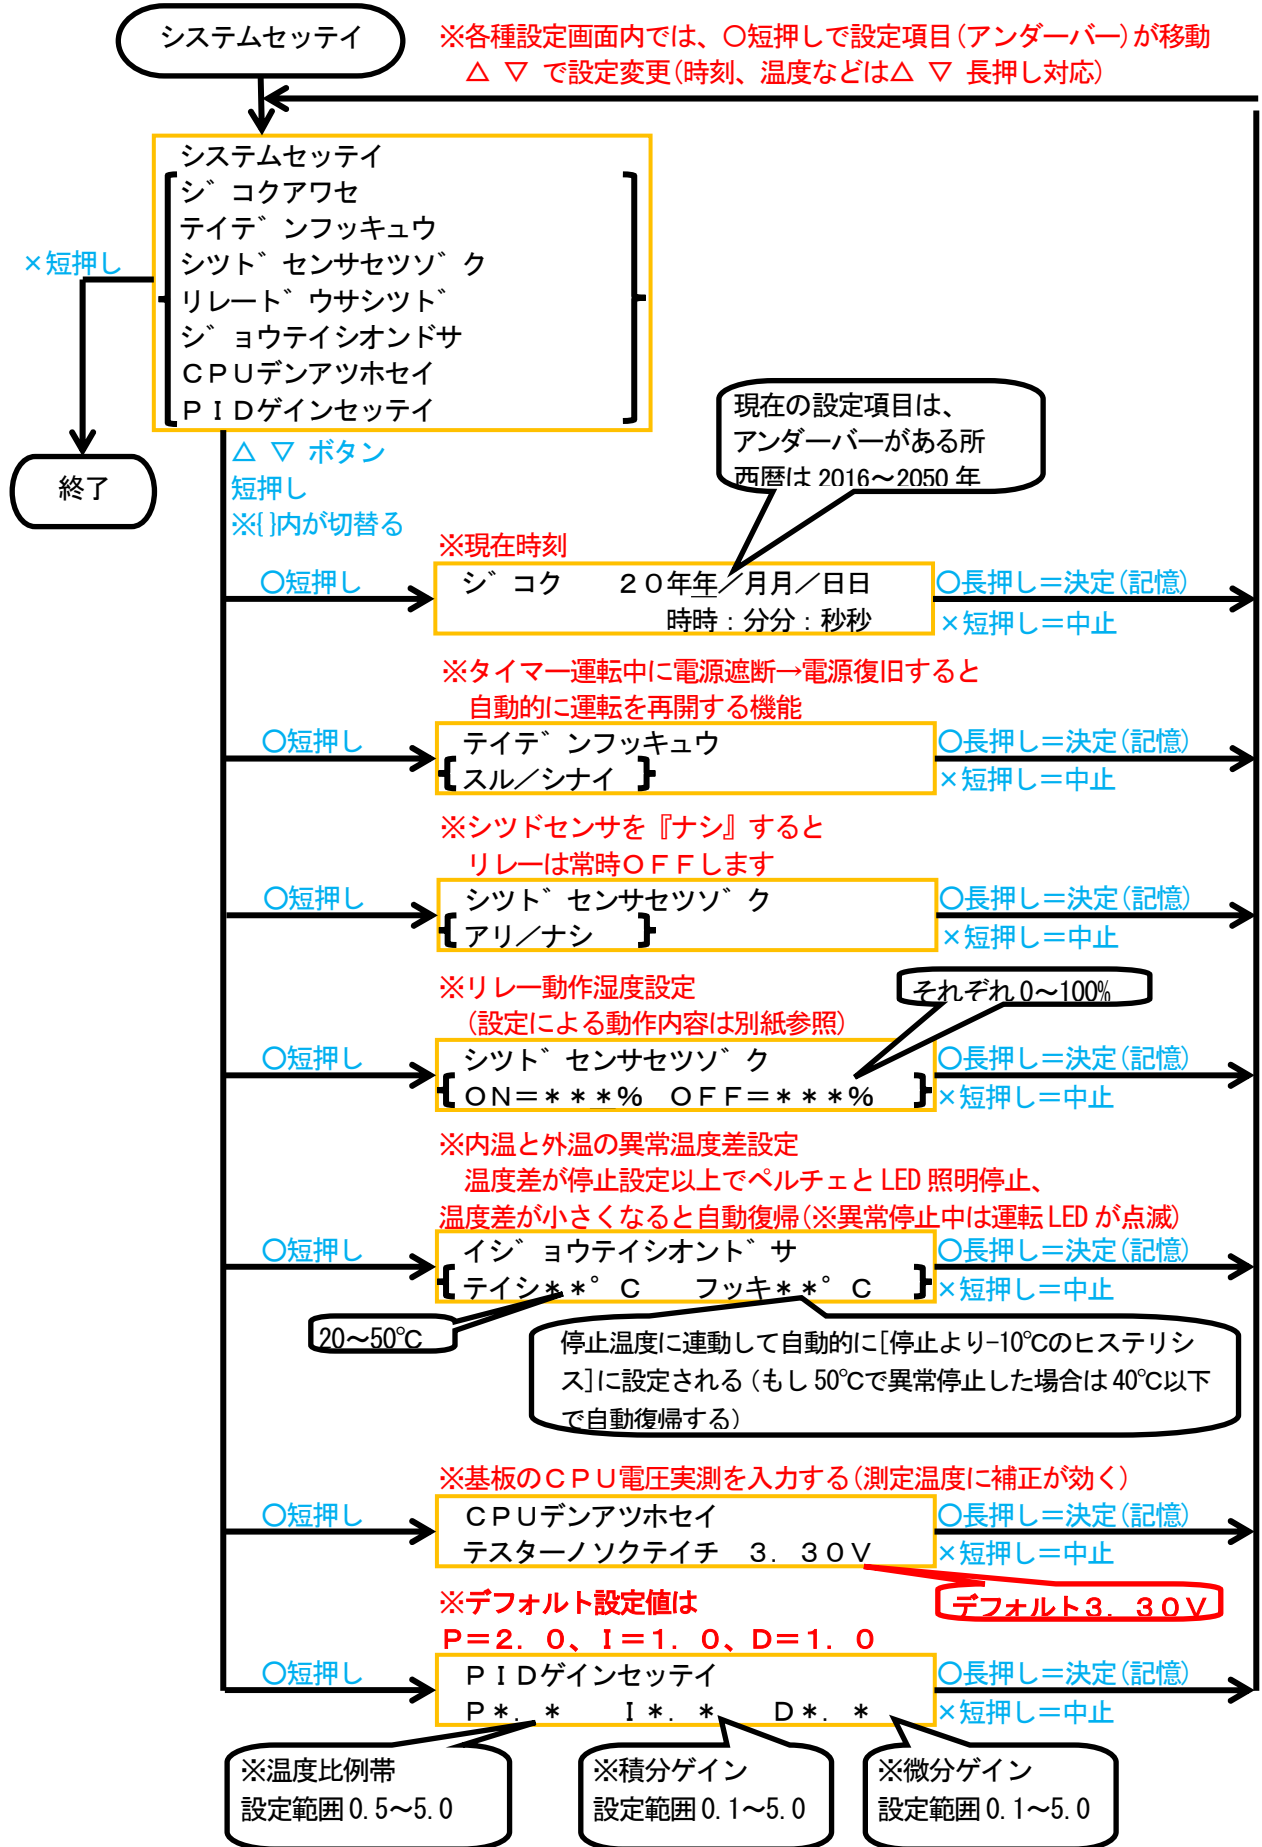 システムセッテイ
※各種設定画面内では、○短押しで設定項目(アンダーバー)が移動
△ ▽ で設定変更(時刻、温度などは△ ▽ 長押し対応)
システムセッテイ
シ゛コクアワセ
テイテ゛ンフッキュウ
シツト゛センサセツソ゛ク
リレート゛ウサシツト゛
シ゛ョウテイシオンドサ
CPUデンアツホセイ
PIDゲインセッテイ
×短押し
終了
△ ▽ ボタン
短押し
※{}内が切替る
現在の設定項目は、
アンダーバーがある所
西暦は 2016～2050 年
※現在時刻
○短押し
シ゛コク 20年年／月月／日日
時時：分分：秒秒
○長押し＝決定(記憶)
×短押し＝中止
※タイマー運転中に電源遮断→電源復旧すると
自動的に運転を再開する機能
○短押し
テイテ゛ンフッキュウ
スル／シナイ
○長押し＝決定(記憶)
×短押し＝中止
※シツドセンサを『ナシ』すると
リレーは常時OFFします
○短押し
シツト゛センサセツソ゛ク
アリ／ナシ
○長押し＝決定(記憶)
×短押し＝中止
※リレー動作湿度設定
(設定による動作内容は別紙参照)
それぞれ 0～100%
○短押し
シツト゛センサセツソ゛ク
ON＝＊＊＊% OFF＝＊＊＊%
○長押し＝決定(記憶)
×短押し＝中止
※内温と外温の異常温度差設定
温度差が停止設定以上でペルチェと LED 照明停止、
温度差が小さくなると自動復帰(※異常停止中は運転 LED が点滅)
○短押し
イシ゛ョウテイシオント゛サ
テイシ＊＊°C フッキ＊＊°C
○長押し＝決定(記憶)
×短押し＝中止
20～50℃
停止温度に連動して自動的に[停止より-10℃のヒステリシ
ス]に設定される(もし 50℃で異常停止した場合は 40℃以下
で自動復帰する)
※基板のCPU電圧実測を入力する(測定温度に補正が効く)
○短押し
CPUデンアツホセイ
テスターノソクテイチ 3．30V
○長押し＝決定(記憶)
×短押し＝中止
デフォルト3．30V
※デフォルト設定値は
P＝2．0、I＝1．0、D＝1．0
○短押し
PIDゲインセッテイ
P＊．＊ I＊．＊ D＊．＊
○長押し＝決定(記憶)
×短押し＝中止
※温度比例帯
設定範囲 0.5～5.0
※積分ゲイン
設定範囲 0.1～5.0
※微分ゲイン
設定範囲 0.1～5.0